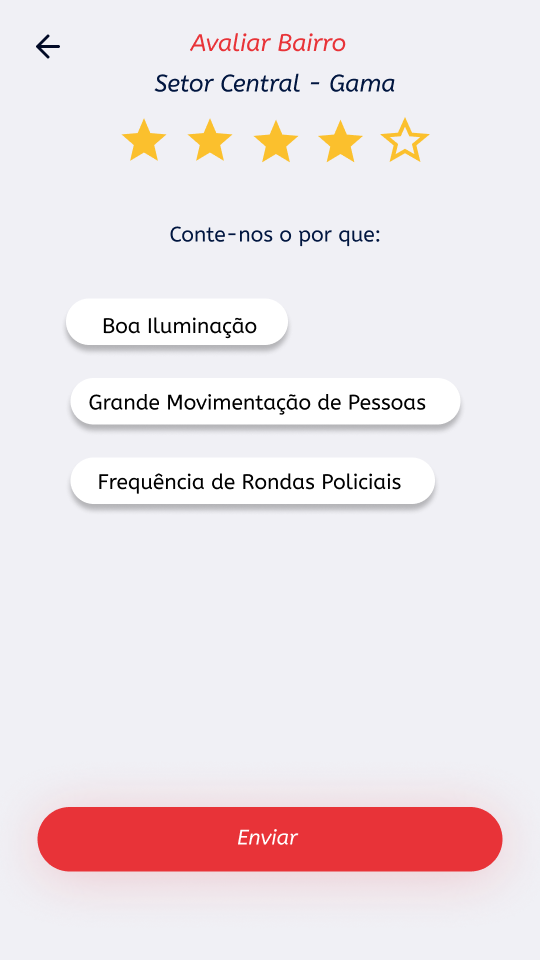 Avaliar Bairro
Setor Central - Gama
Conte-nos o por que:
Boa Iluminação
Grande Movimentação de Pessoas
Frequência de Rondas Policiais
Enviar